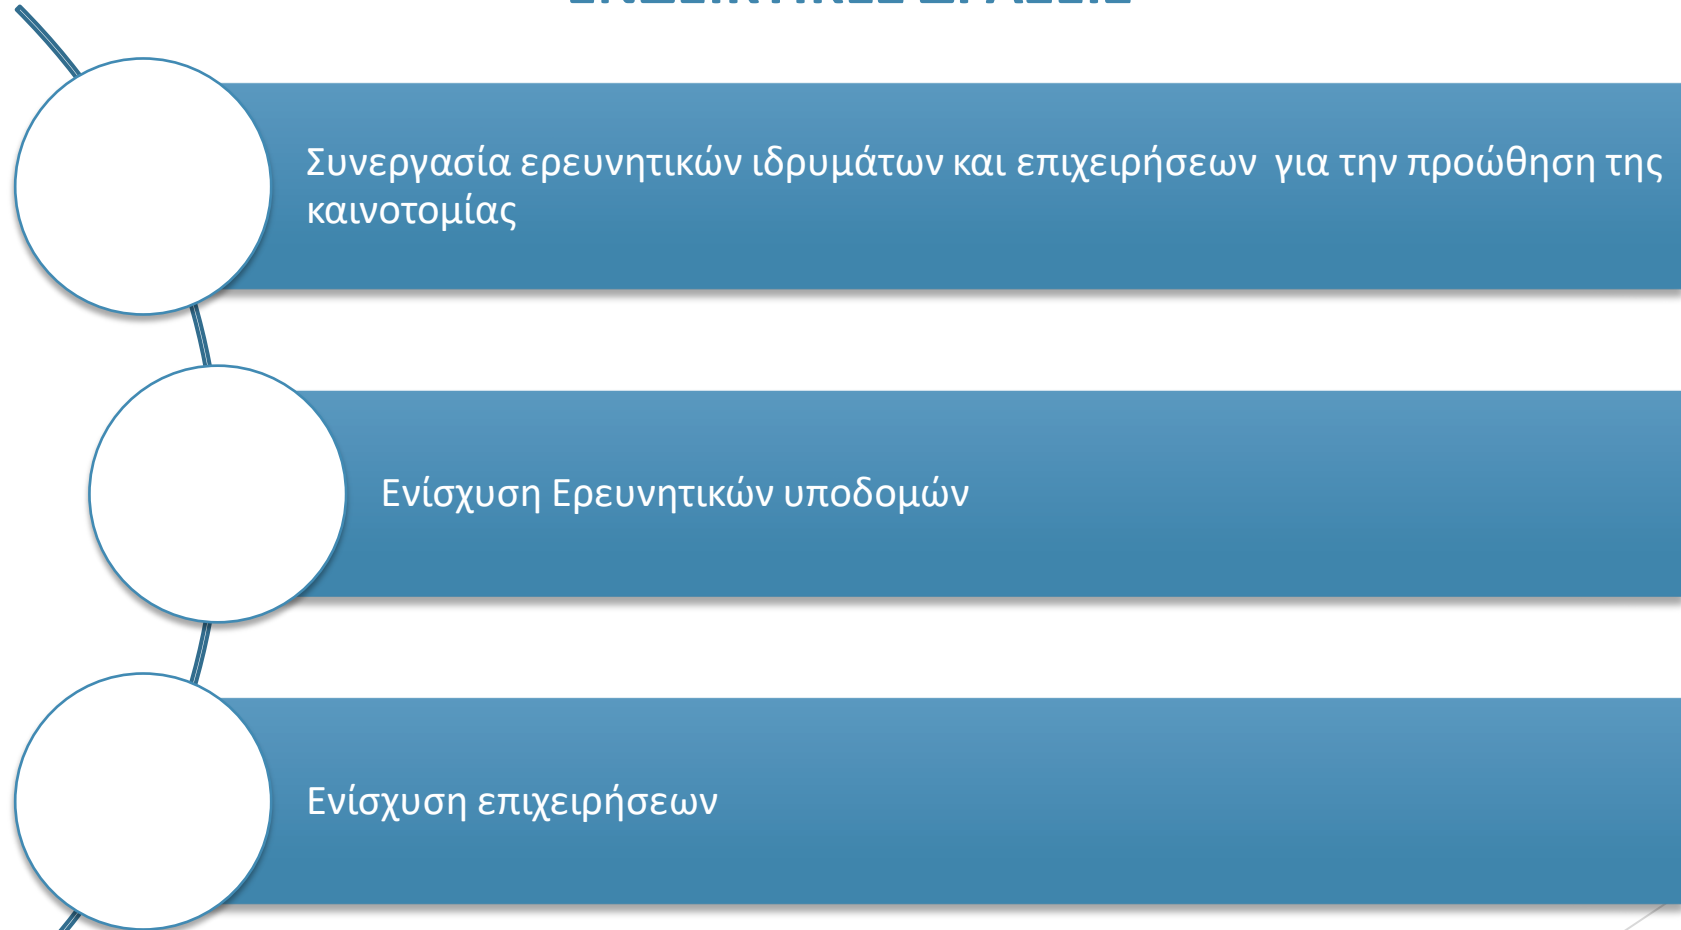 Συνεργασία ερευνητικών ιδρυμάτων και επιχειρήσεων για την προώθηση της
καινοτομίας
Ενίσχυση Ερευνητικών υποδομών
Ενίσχυση επιχειρήσεων